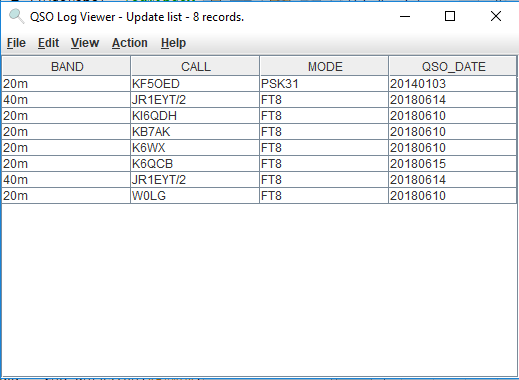 QSO Log Viewer - Update list - 8 records.
File Edit View Action Help
BAND CALL MODE QSO_DATE
20m KF5OED PSK31 20140103
40m JR1EYT/2 FT8 20180614
20m KI6QDH FT8 20180610
20m KB7AK FT8 20180610
20m K6WX FT8 20180610
20m K6QCB FT8 20180615
40m JR1EYT/2 FT8 20180614
20m W0LG FT8 20180610